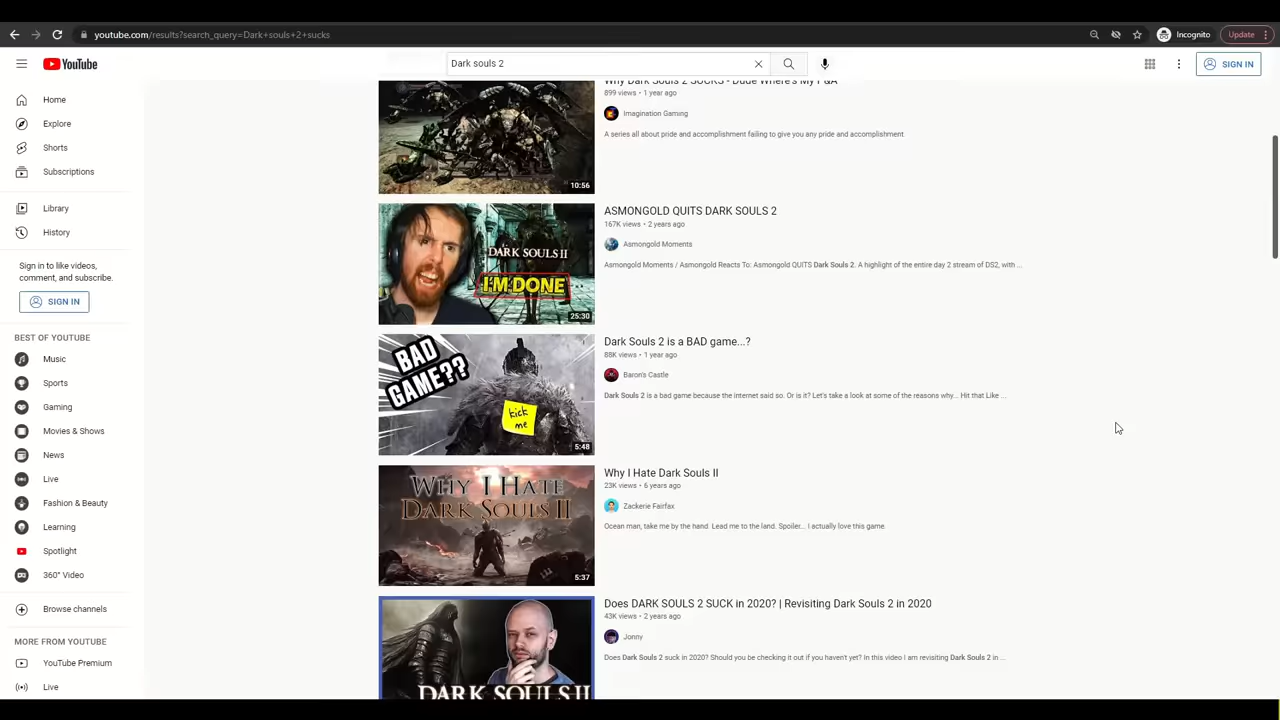 youtube.com/results?search_query=Dark+souls+2+sucks
Incognito
Update
YouTube
Dark souls 2
SIGN IN
Home
Explore
Shorts
Subscriptions
Library
History
Sign in to like videos,
comment, and subscribe.
SIGN IN
BEST OF YOUTUBE
Music
Sports
Gaming
Movies & Shows
News
Live
Fashion & Beauty
Learning
Spotlight
360° Video
Browse channels
MORE FROM YOUTUBE
YouTube Premium
Live
Why Dark Souls 2 SUCKS - Dude Where's My I-Frames
899 views • 1 year ago
Imagination Gaming
A series all about pride and accomplishment failing to give you any pride and accomplishment.
10:56
ASMONGOLD QUITS DARK SOULS 2
167K views • 2 years ago
Asmongold Moments
Asmongold Moments / Asmongold Reacts To: Asmongold QUITS Dark Souls 2. A highlight of the entire day 2 stream of DS2, with ...
DARK SOULS II
I'M DONE
25:30
Dark Souls 2 is a BAD game...?
88K views • 1 year ago
Baron's Castle
Dark Souls 2 is a bad game because the internet said so. Or is it? Let's take a look at some of the reasons why... Hit that Like ...
BAD
GAME??
kick
me
5:48
Why I Hate Dark Souls II
23K views • 6 years ago
Zackerie Fairfax
Ocean man, take me by the hand. Lead me to the land. Spoiler... I actually love this game.
WHY I HATE
DARK SOULS II
5:37
Does DARK SOULS 2 SUCK in 2020? | Revisiting Dark Souls 2 in 2020
43K views • 2 years ago
Jonny
Does Dark Souls 2 suck in 2020? Should you be checking it out if you haven't yet? In this video I am revisiting Dark Souls 2 in ...
DARK SOULS II